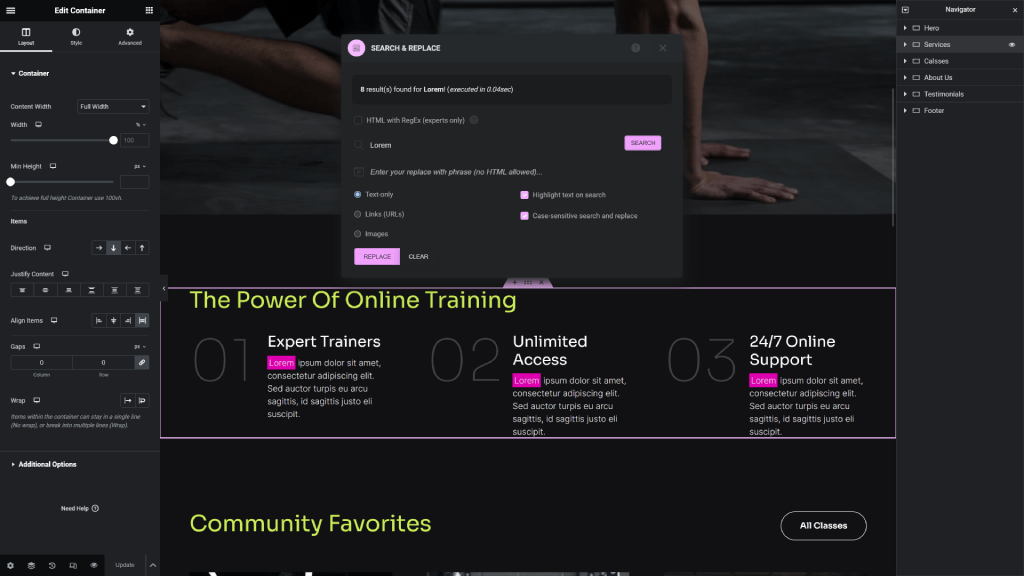 Edit Container
Layout
Style
Advanced
Container
Content Width
Full Width
Width
%
100
Min Height
px
To achieve full height Container use 100vh.
Items
Direction
Justify Content
Align Items
Gaps
px
0
0
Column
Row
Wrap
Items within the container can stay in a single line
(No wrap), or break into multiple lines (Wrap).
Additional Options
Need Help
Update
SEARCH & REPLACE
8 result(s) found for Lorem! (executed in 0.04sec)
HTML with RegEx (experts only)
Lorem
SEARCH
Enter your replace with phrase (no HTML allowed)...
Text-only
Highlight text on search
Links (URLs)
Case-sensitive search and replace
Images
REPLACE
CLEAR
The Power Of Online Training
01
Expert Trainers
Lorem ipsum dolor sit amet,
consectetur adipiscing elit.
Sed auctor turpis eu arcu
sagittis, id sagittis justo eli
suscipit.
02
Unlimited
Access
Lorem ipsum dolor sit amet,
consectetur adipiscing elit.
Sed auctor turpis eu arcu
sagittis, id sagittis justo eli
suscipit.
03
24/7 Online
Support
Lorem ipsum dolor sit amet,
consectetur adipiscing elit.
Sed auctor turpis eu arcu
sagittis, id sagittis justo eli
suscipit.
Community Favorites
All Classes
Navigator
Hero
Services
Calsses
About Us
Testimonials
Footer